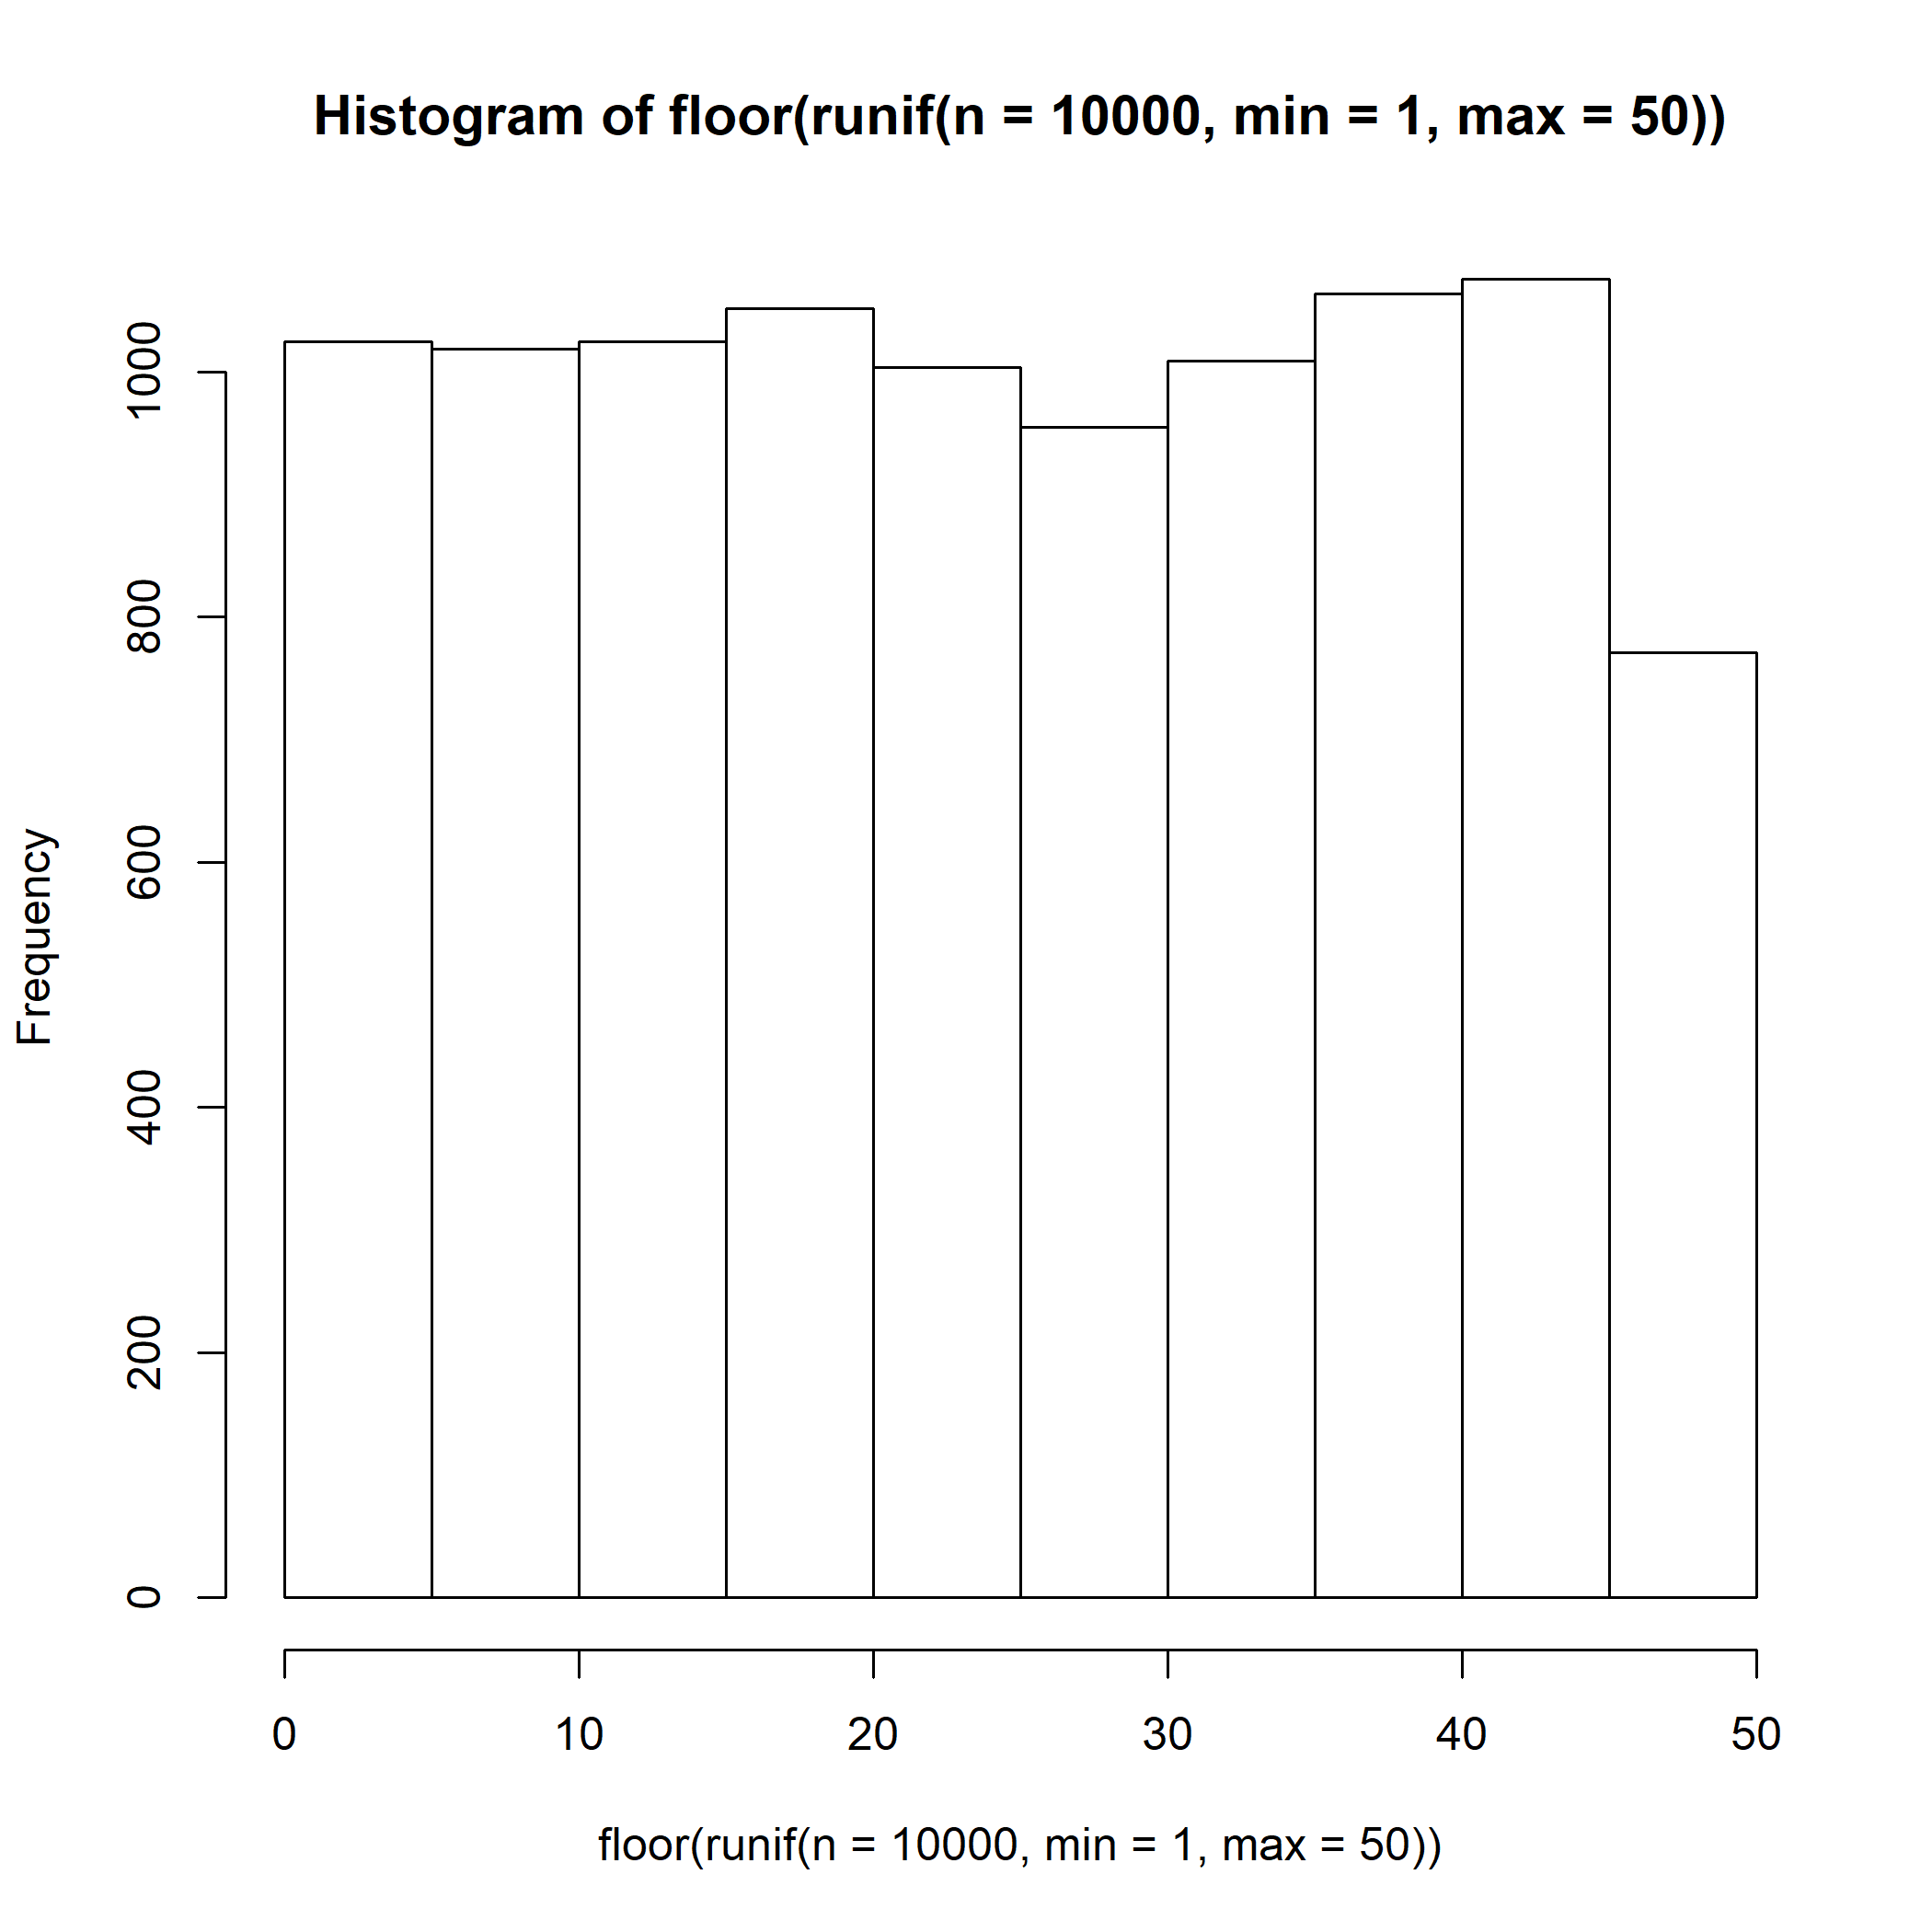 Histogram of floor(runif(n = 10000, min = 1, max = 50))
Frequency
1000
800
600
400
200
0
0 10 20 30 40 50
floor(runif(n = 10000, min = 1, max = 50))